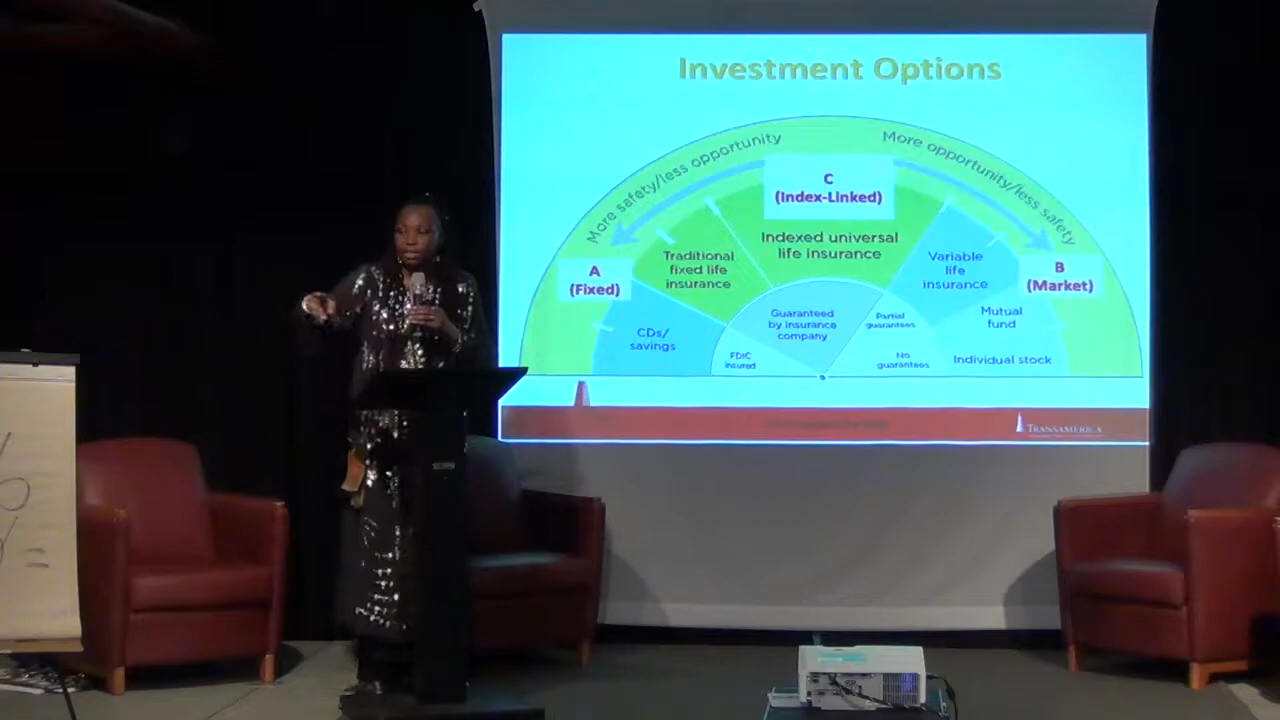 Investment Options
More safety/less opportunity
More opportunity/less safety
C
(Index-Linked)
Indexed universal
life insurance
Traditional
fixed life
insurance
Variable
life
insurance
A
(Fixed)
B
(Market)
CDs/
savings
Guaranteed
by insurance
company
Partial
guarantees
Mutual
fund
FDIC
insured
No
guarantees
Individual stock
TRANSAMERICA